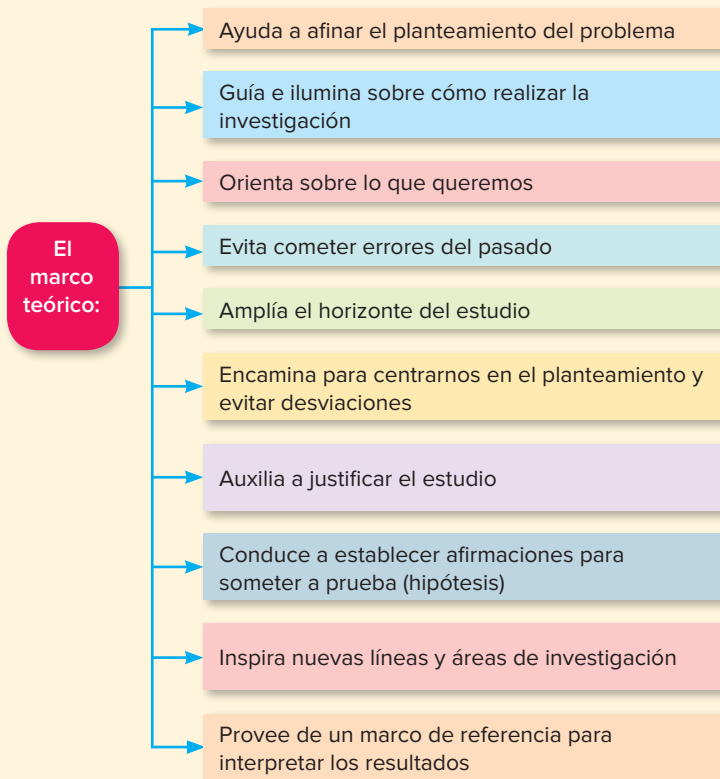 El
marco
teórico:
Ayuda a afinar el planteamiento del problema
Guía e ilumina sobre cómo realizar la
investigación
Orienta sobre lo que queremos
Evita cometer errores del pasado
Amplía el horizonte del estudio
Encamina para centrarnos en el planteamiento y
evitar desviaciones
Auxilia a justificar el estudio
Conduce a establecer afirmaciones para
someter a prueba (hipótesis)
Inspira nuevas líneas y áreas de investigación
Provee de un marco de referencia para
interpretar los resultados